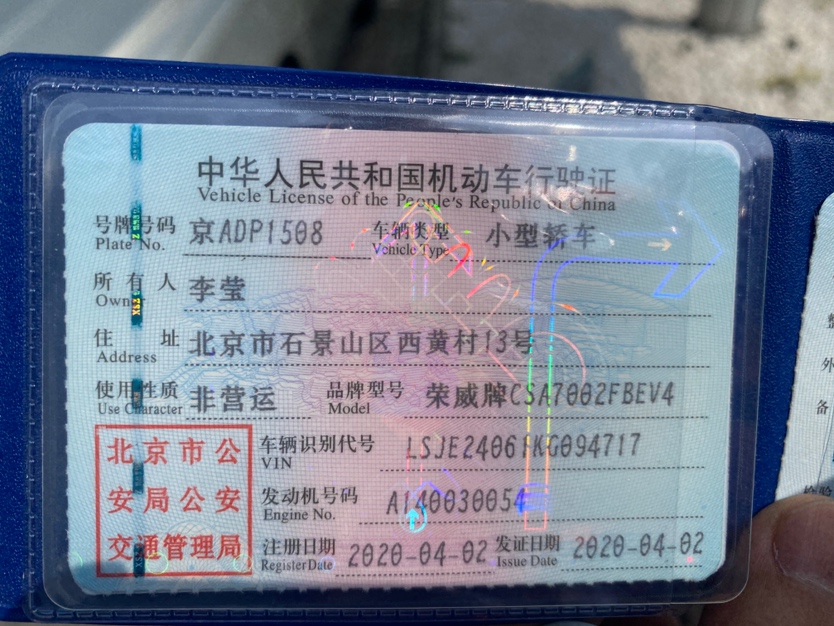 中华人民共和国机动车行驶证
Vehicle License of the People's Republic of China
号牌号码 京ADP1508 车辆类型 小型轿车
Plate No. Vehicle Type
所有人 李莹
Owner
住址 北京市石景山区西黄村13号
Address
使用性质 非营运 品牌型号 荣威牌CSA7002FBEV4
Use Character Model
北京市公
安局公安
交通管理局
车辆识别代号 LSJE24061KG094717
VIN
发动机号码 A140030054
Engine No.
注册日期 2020-04-02 发证日期 2020-04-02
Register Date Issue Date
外
备